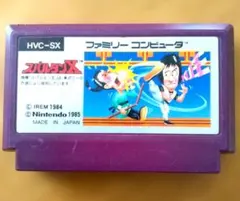 HVC-SX
ファミリー コンピュータ
スパルタンX
© IREM 1984
© Nintendo 1985
MADE IN JAPAN